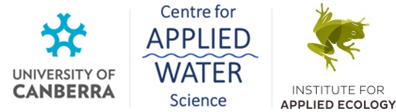 UNIVERSITY OF
CANBERRA
Centre for
APPLIED
WATER
Science
INSTITUTE FOR
APPLIED ECOLOGY